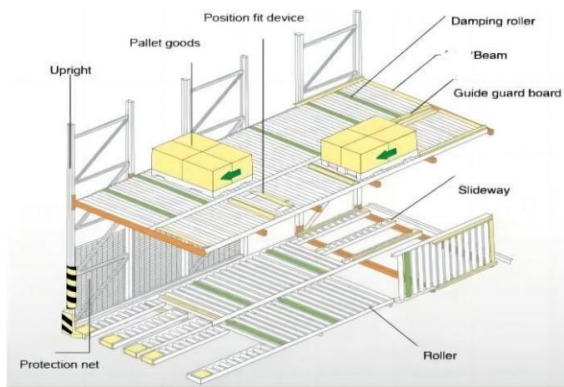 Position fit device
Damping roller
Pallet goods
Beam
Upright
Guide guard board
Slideway
Roller
Protection net